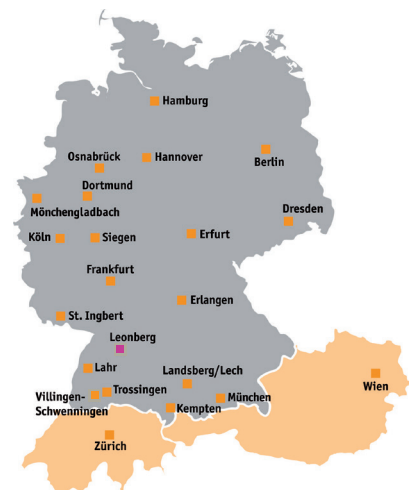 Hamburg
Hannover
Berlin
Osnabrück
Dortmund
Mönchengladbach
Dresden
Köln
Siegen
Erfurt
Frankfurt
Erlangen
St. Ingbert
Leonberg
Lahr
Landsberg/Lech
Wien
Trossingen
Villingen-
Schwenningen
München
Kempten
Zürich